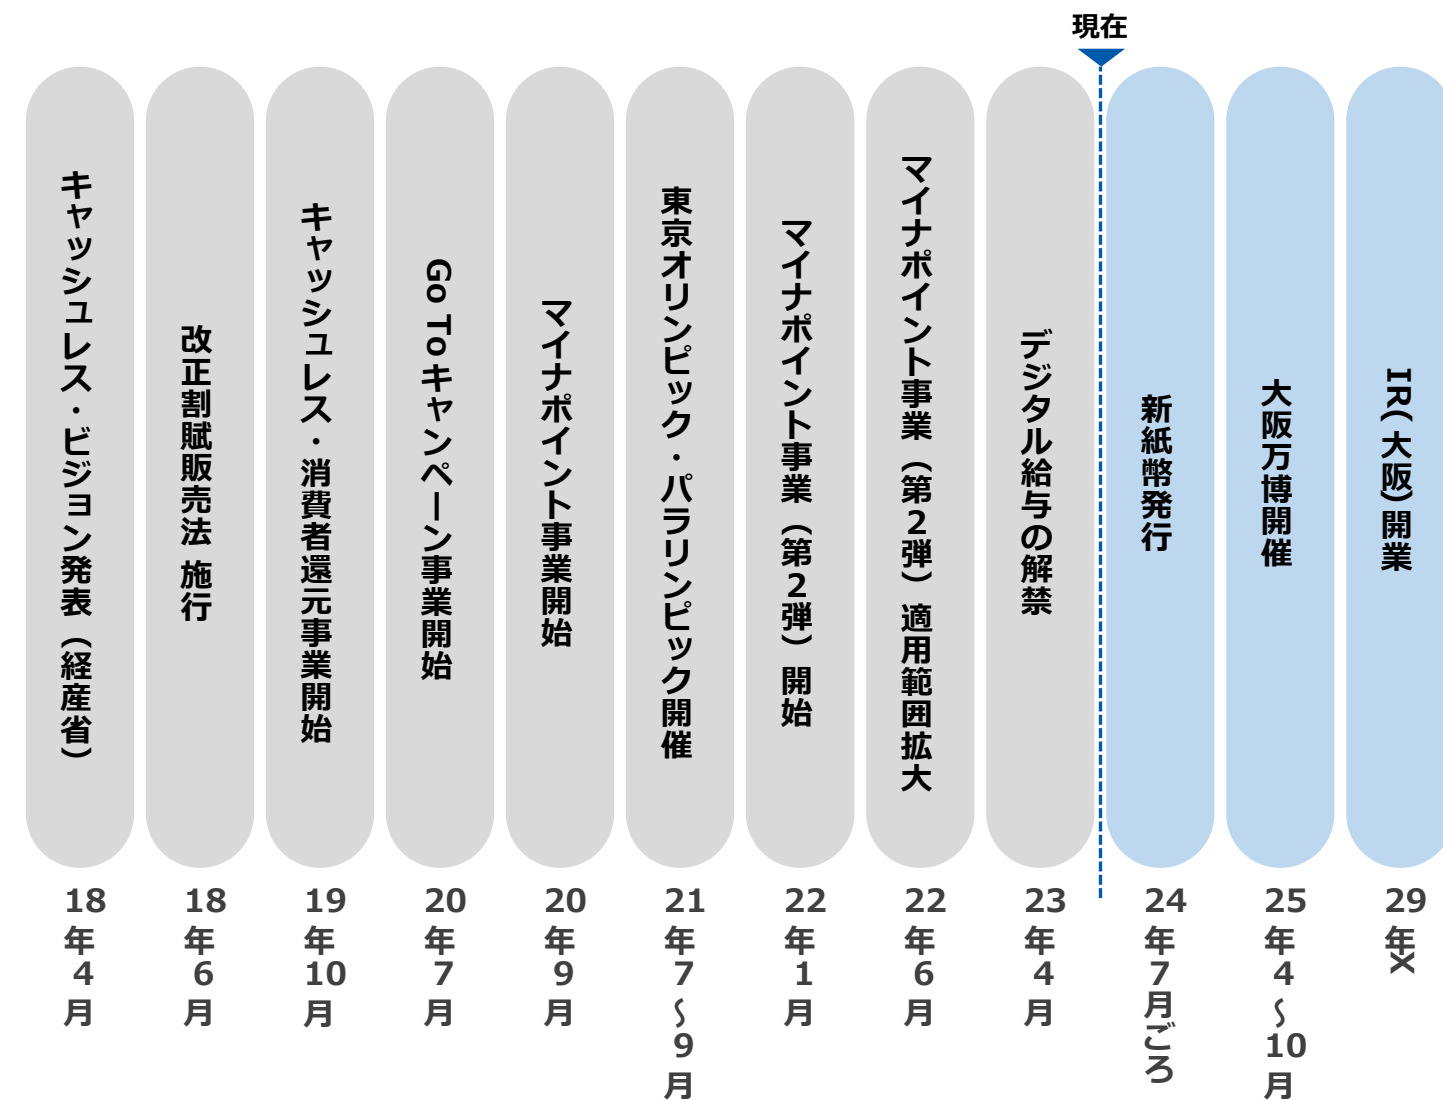 現在
キャッシュレス・ビジョン発表（経産省）
改正割賦販売法 施行
キャッシュレス・消費者還元事業開始
Go Toキャンペーン事業開始
マイナポイント事業開始
東京オリンピック・パラリンピック開催
マイナポイント事業（第2弾）開始
マイナポイント事業（第2弾）適用範囲拡大
デジタル給与の解禁
新紙幣発行
大阪万博開催
IR(大阪)開業
18年4月
18年6月
19年10月
20年7月
20年9月
21年7～9月
22年1月
22年6月
23年4月
24年7月ごろ
25年4～10月
29年X